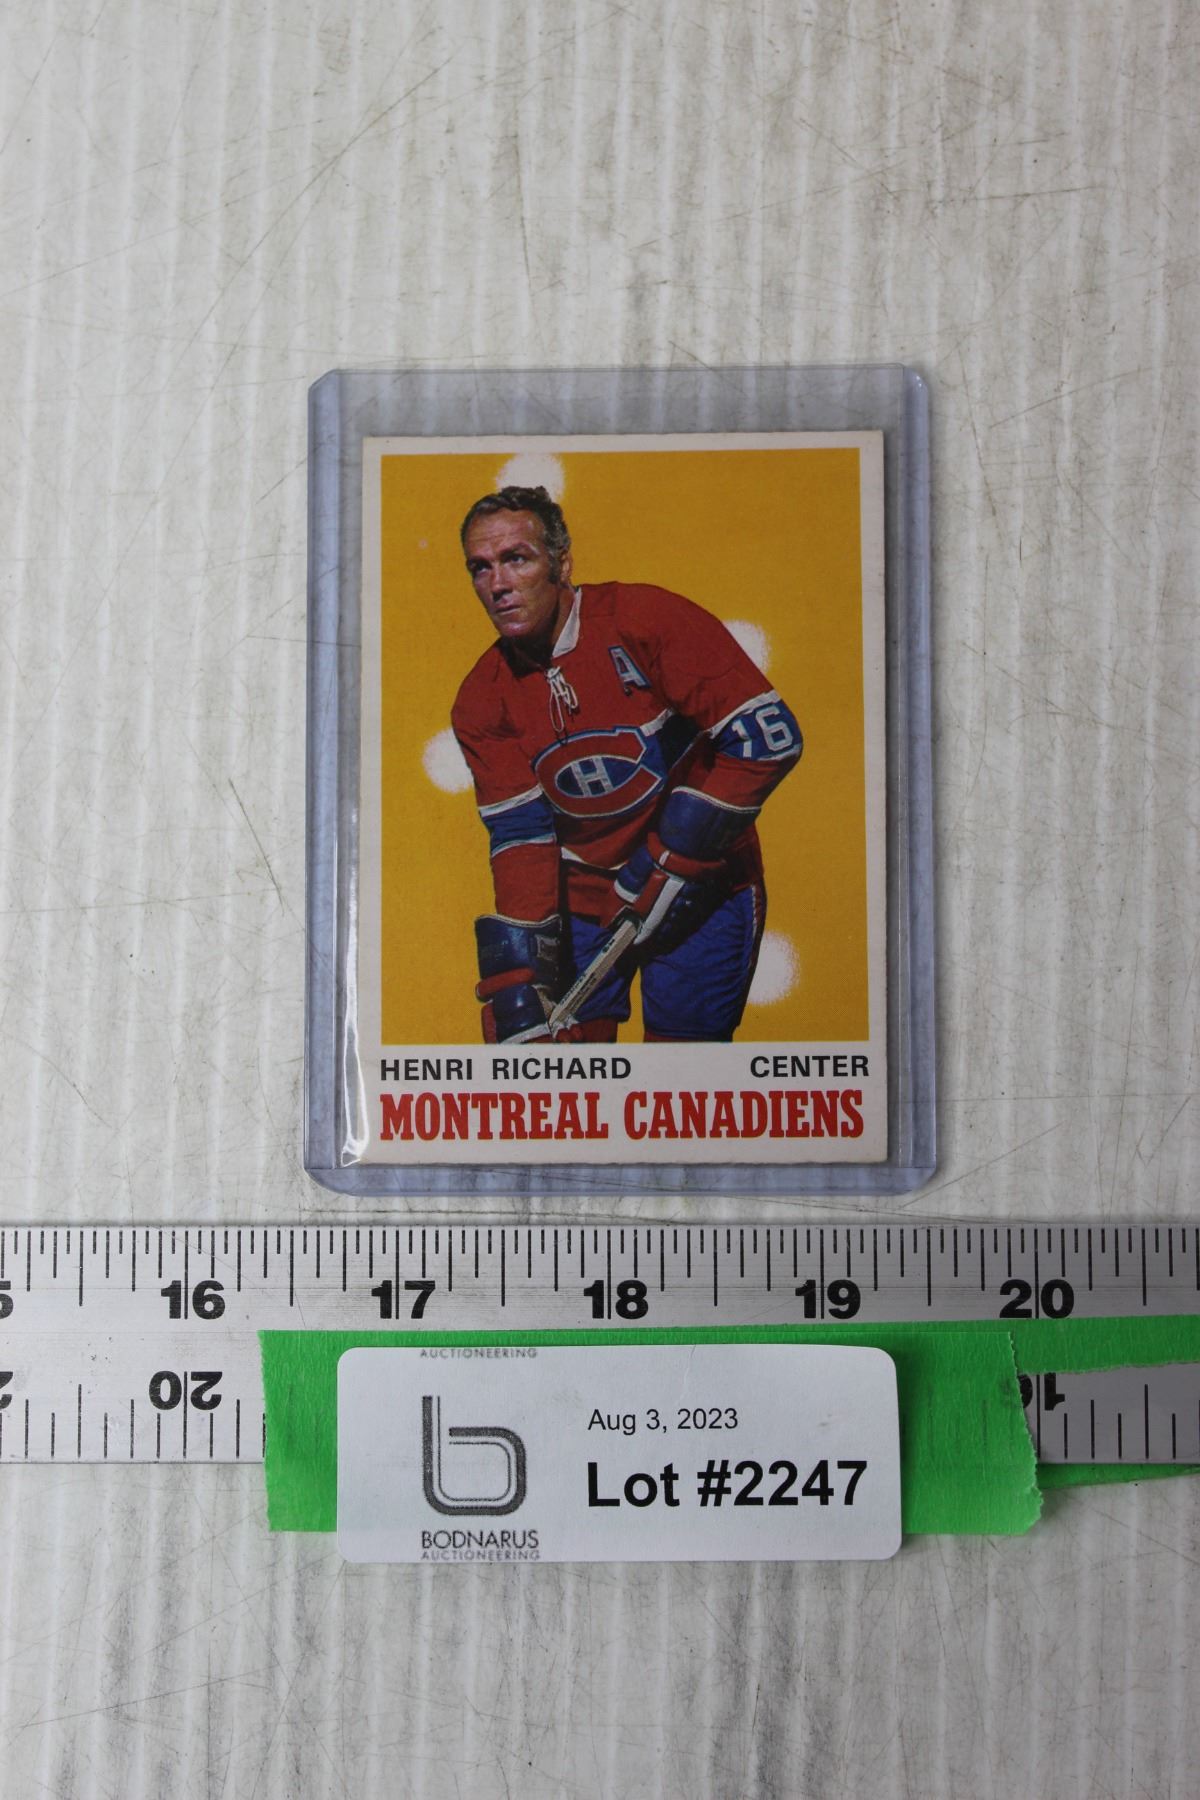 A
16
H
HENRI RICHARD CENTER
MONTREAL CANADIENS
16 17 18 19 20
20
AUCTIONEERING
Aug 3, 2023
Lot #2247
BODNARUS
AUCTIONEERING